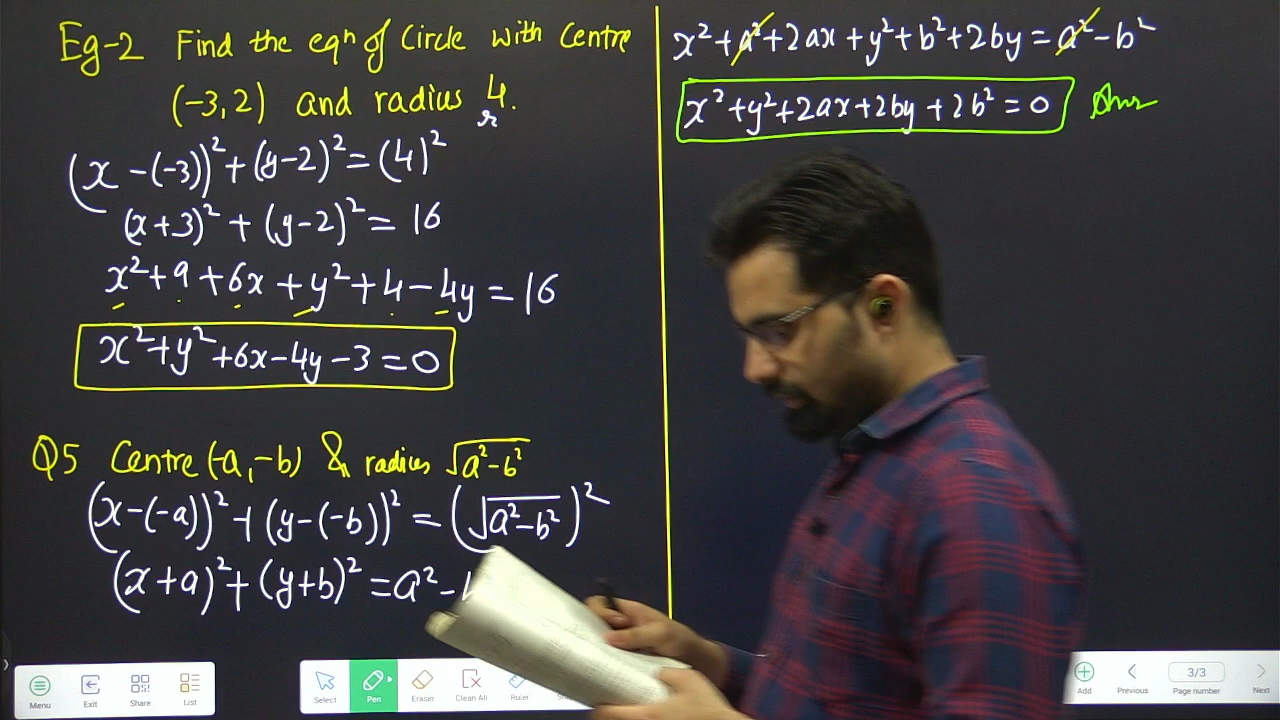 Eg-2 Find the eqⁿ of Circle with Centre
(-3, 2) and radius 4.
r
(x-(-3))²+(y-2)²=(4)²
(x+3)²+(y-2)²=16
x²+9+6x+y²+4-4y=16
x²+y²+6x-4y-3=0
Q5 Centre (-a,-b) & radius √a²-b²
(x-(-a))²+(y-(-b))²=(√a²-b²)²
(x+a)²+(y+b)²=a²-
x²+a²+2ax+y²+b²+2by=a²-b²
x²+y²+2ax+2by+2b²=0 Ans
Menu Exit Share List
Select Pen Eraser Clean All Ruler
Add Previous 3/3 Next
Page number